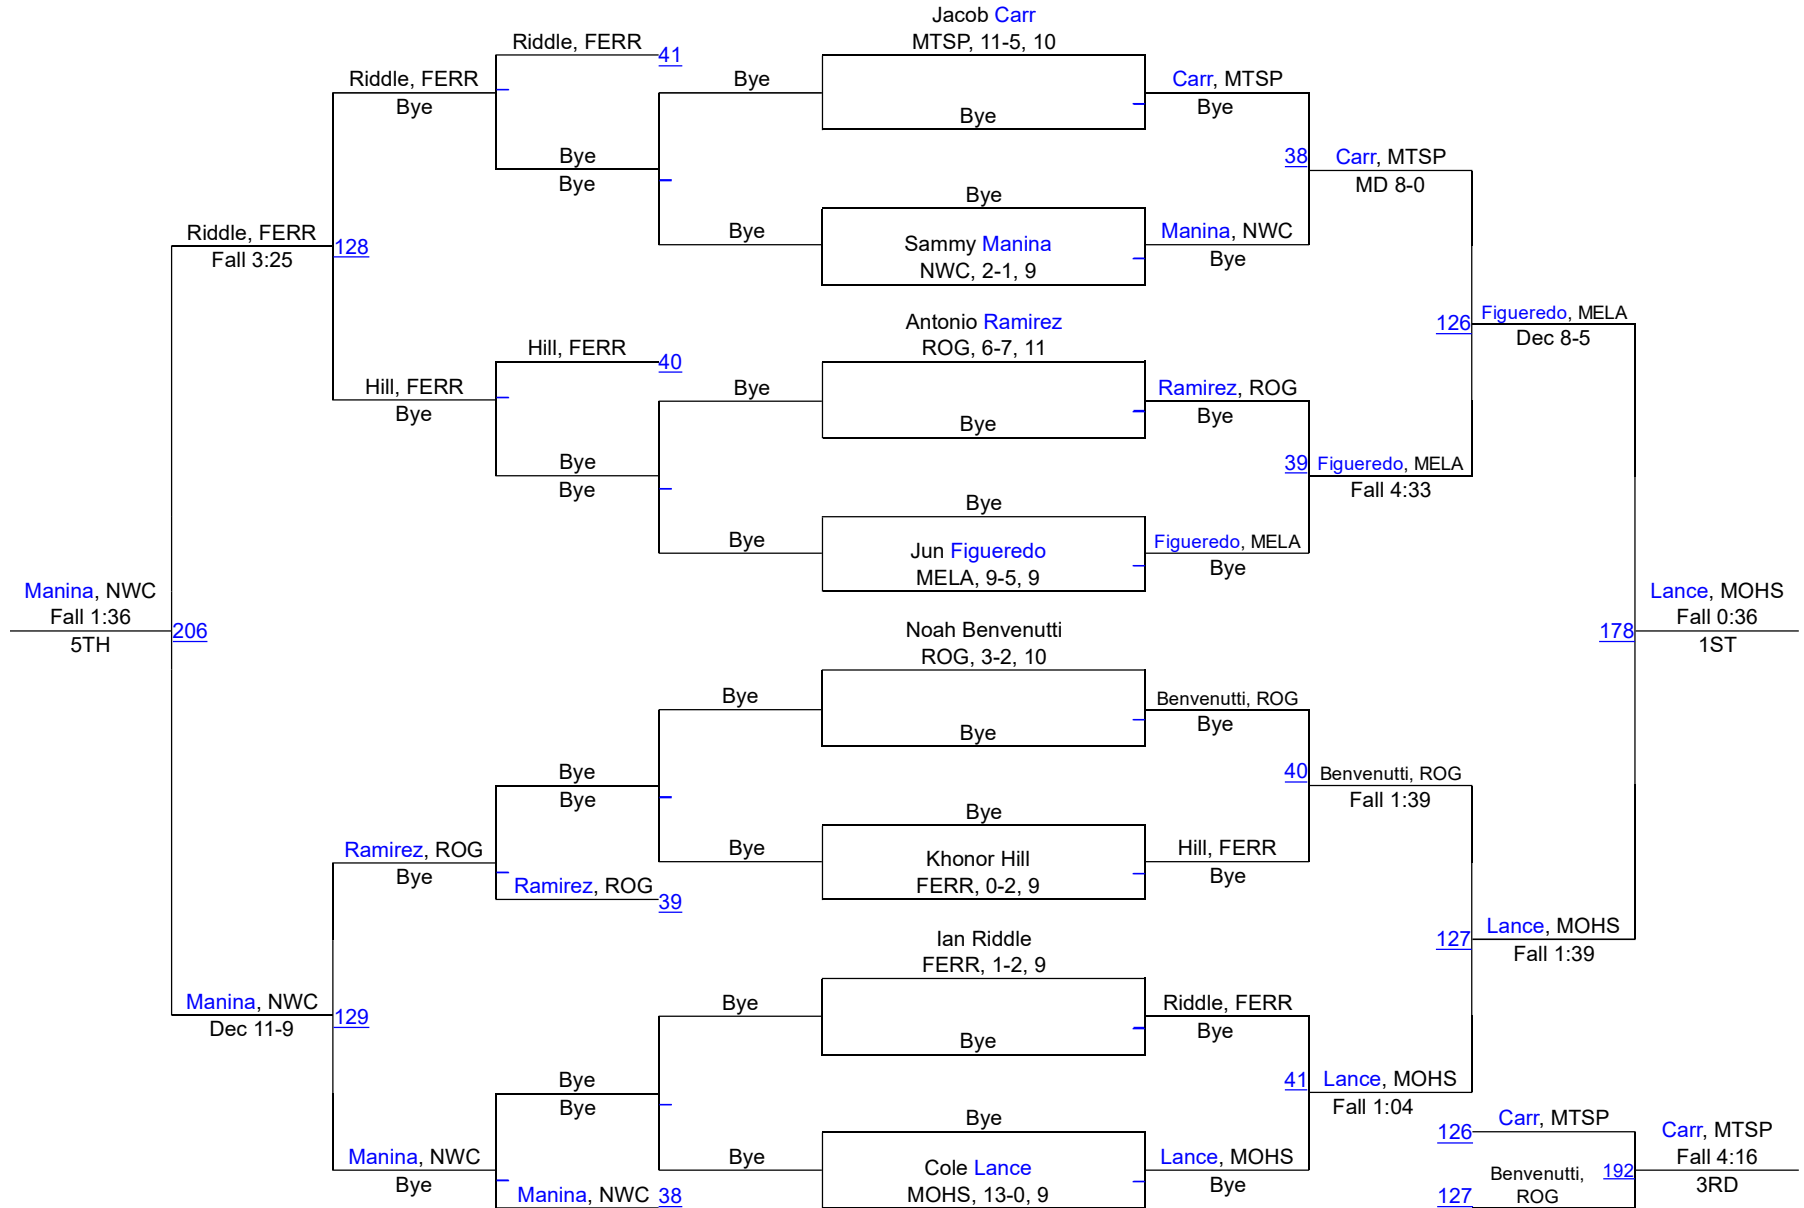 Jacob Carr
MTSP, 11-5, 10
Riddle, FERR
41
Bye
Riddle, FERR
Bye
Carr, MTSP
Bye
Bye
Bye
Bye
38
Carr, MTSP
MD 8-0
Bye
Bye
Sammy Manina
NWC, 2-1, 9
Manina, NWC
Bye
Riddle, FERR
Fall 3:25
128
Antonio Ramirez
ROG, 6-7, 11
126
Figueredo, MELA
Dec 8-5
Hill, FERR
40
Bye
Hill, FERR
Bye
Ramirez, ROG
Bye
Bye
Bye
Bye
39
Figueredo, MELA
Fall 4:33
Bye
Bye
Jun Figueredo
MELA, 9-5, 9
Figueredo, MELA
Bye
Manina, NWC
Fall 1:36
5TH
206
Noah Benvenutti
ROG, 3-2, 10
178
Lance, MOHS
Fall 0:36
1ST
Bye
Bye
Benvenutti, ROG
Bye
Bye
Bye
40
Benvenutti, ROG
Fall 1:39
Bye
Bye
Khonor Hill
FERR, 0-2, 9
Hill, FERR
Bye
Ramirez, ROG
Bye
Ramirez, ROG
39
Ian Riddle
FERR, 1-2, 9
127
Lance, MOHS
Fall 1:39
Manina, NWC
Dec 11-9
129
Bye
Bye
Riddle, FERR
Bye
Bye
Bye
41
Lance, MOHS
Fall 1:04
Bye
Bye
Cole Lance
MOHS, 13-0, 9
Lance, MOHS
Bye
Manina, NWC
Bye
Manina, NWC
38
126
Carr, MTSP
127
Benvenutti,
ROG
192
Carr, MTSP
Fall 4:16
3RD